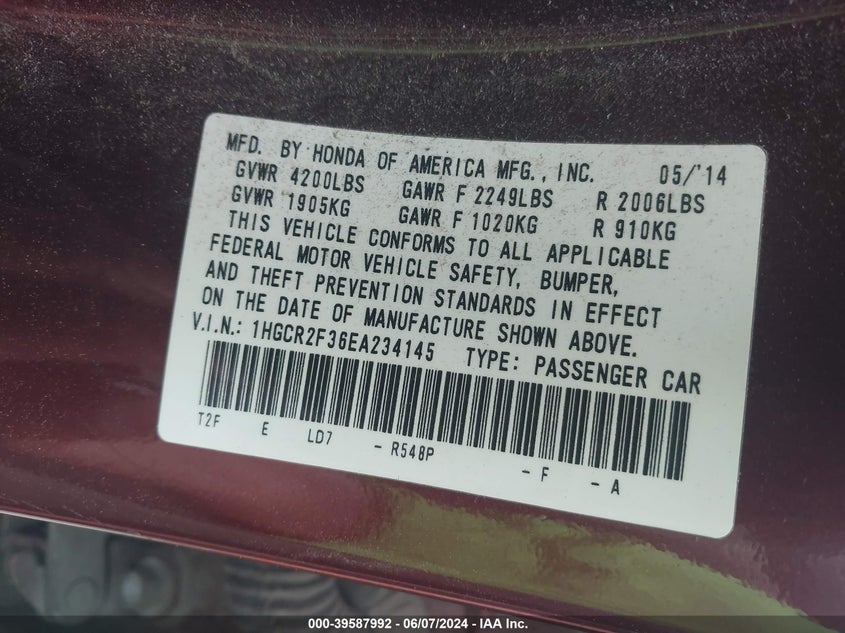 MFD. BY HONDA OF AMERICA MFG., INC. 05/'14
GVWR 4200LBS GAWR F 2249LBS R 2006LBS
GVWR 1905KG GAWR F 1020KG R 910KG
THIS VEHICLE CONFORMS TO ALL APPLICABLE
FEDERAL MOTOR VEHICLE SAFETY, BUMPER,
AND THEFT PREVENTION STANDARDS IN EFFECT
ON THE DATE OF MANUFACTURE SHOWN ABOVE.
V.I.N.: 1HGCR2F36EA234145 TYPE: PASSENGER CAR
T2F E LD7 - R548P - F - A
000-39587992 - 06/07/2024 - IAA Inc.